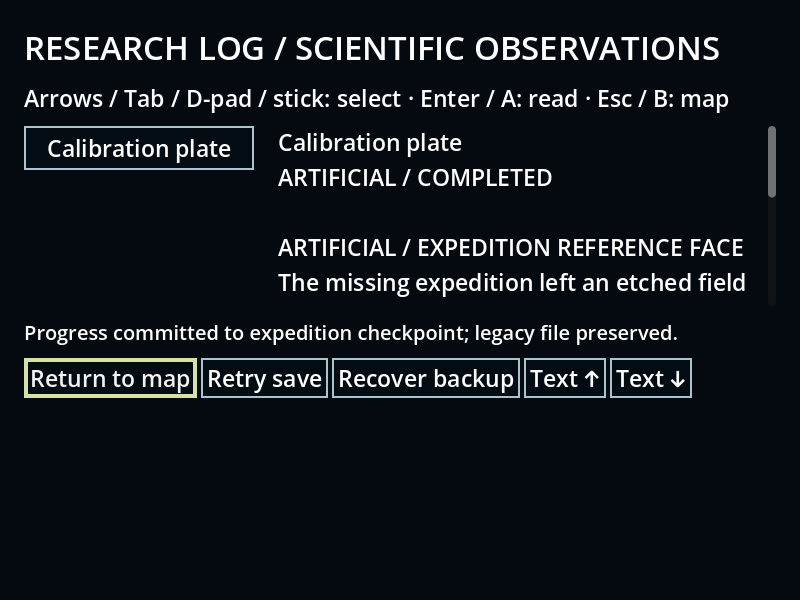 RESEARCH LOG / SCIENTIFIC OBSERVATIONS
Arrows / Tab / D-pad / stick: select · Enter / A: read · Esc / B: map
Calibration plate
Calibration plate
ARTIFICIAL / COMPLETED
ARTIFICIAL / EXPEDITION REFERENCE FACE
The missing expedition left an etched field
Progress committed to expedition checkpoint; legacy file preserved.
Return to map Retry save Recover backup Text ↑ Text ↓